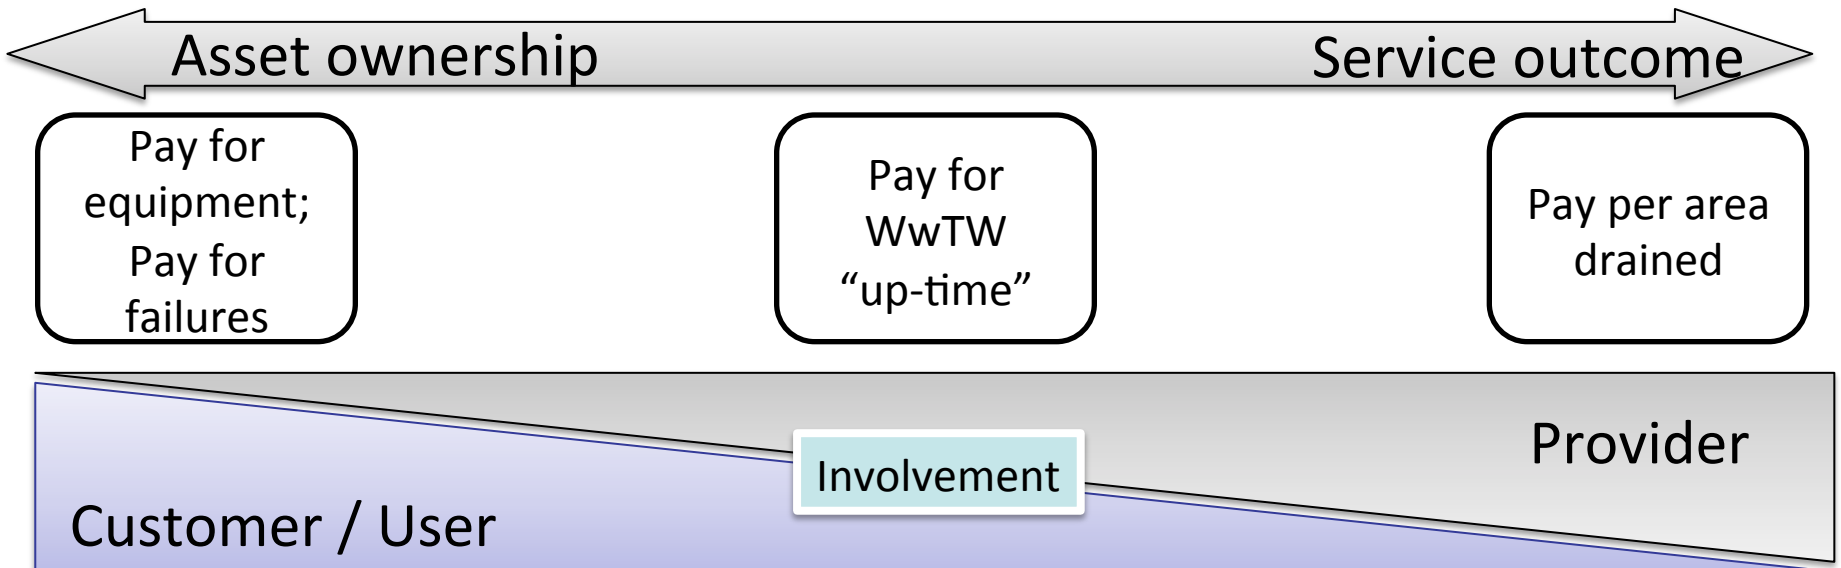 Asset ownership
Service outcome
Pay for
equipment;
Pay for
failures
Pay for
WwTW
“up-time”
Pay per area
drained
Provider
Involvement
Customer / User